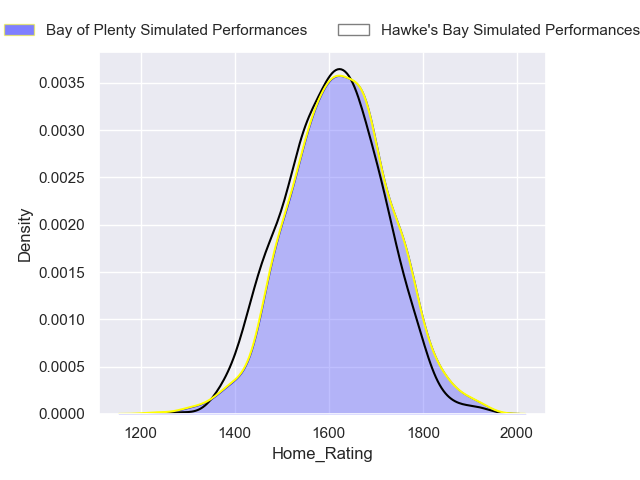 Bay of Plenty Simulated Performances
Hawke's Bay Simulated Performances
0.0035
0.0030
0.0025
0.0020
0.0015
0.0010
0.0005
0.0000
Density
1200 1400 1600 1800 2000
Home_Rating